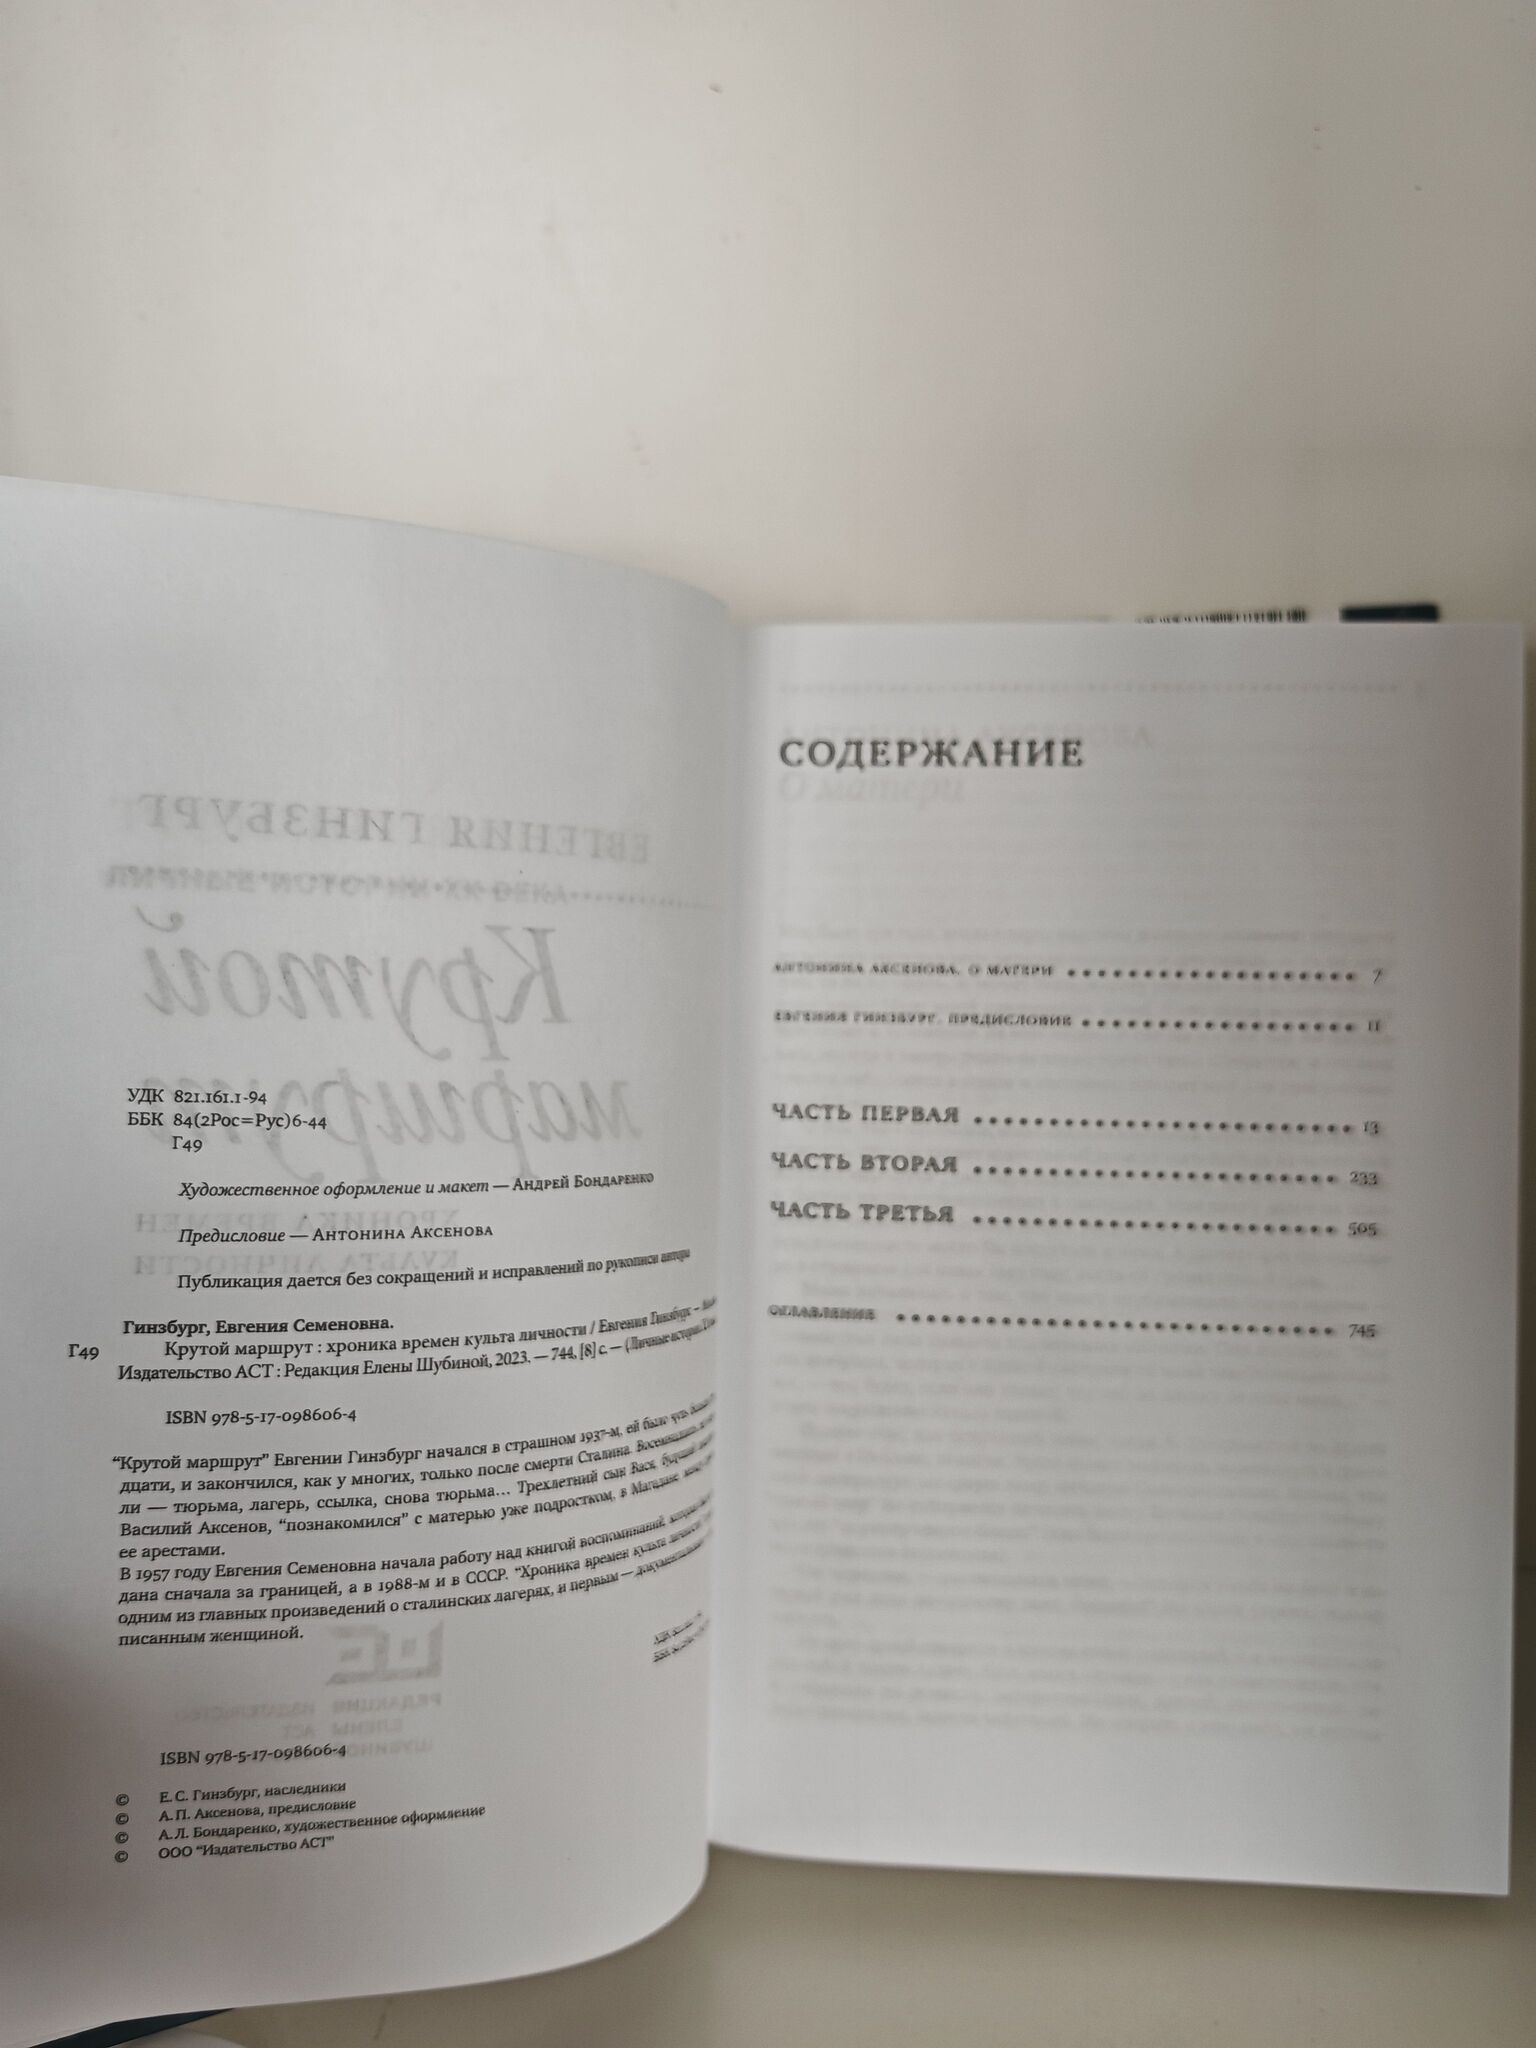 УДК 821.161.1-94
ББК 84(2Рос=Рус)6-44
Г49
Художественное оформление и макет — Андрей Бондаренко
Предисловие — Антонина Аксенова
Публикация дается без сокращений и исправлений по рукописи автора
Гинзбург, Евгения Семеновна.
Г49 Крутой маршрут : хроника времен культа личности / Евгения Гинзбург —
Издательство АСТ : Редакция Елены Шубиной, 2023. — 744, [8] с. — (Личные истории
ISBN 978-5-17-098606-4
“Крутой маршрут” Евгении Гинзбург начался в страшном 1937-м, ей было чуть
дцати, и закончился, как у многих, только после смерти Сталина. Восемнадцать
ли — тюрьма, лагерь, ссылка, снова тюрьма... Трехлетний сын Вася, будущий
Василий Аксенов, “познакомился” с матерью уже подростком, в Магадане,
ее арестами.
В 1957 году Евгения Семеновна начала работу над книгой воспоминаний,
дана сначала за границей, а в 1988-м и в СССР. “Хроника времен культа личности
одним из главных произведений о сталинских лагерях, и первым — документально
писанным женщиной.
УДК
ББК
ISBN 978-5-17-098606-4
© Е. С. Гинзбург, наследники
© А. П. Аксенова, предисловие
© А. Л. Бондаренко, художественное оформление
© ООО “Издательство АСТ”
СОДЕРЖАНИЕ
АНТОНИНА АКСЕНОВА. О МАТЕРИ 7
ЕВГЕНИЯ ГИНЗБУРГ. ПРЕДИСЛОВИЕ 11
ЧАСТЬ ПЕРВАЯ 13
ЧАСТЬ ВТОРАЯ 233
ЧАСТЬ ТРЕТЬЯ 505
ОГЛАВЛЕНИЕ 745